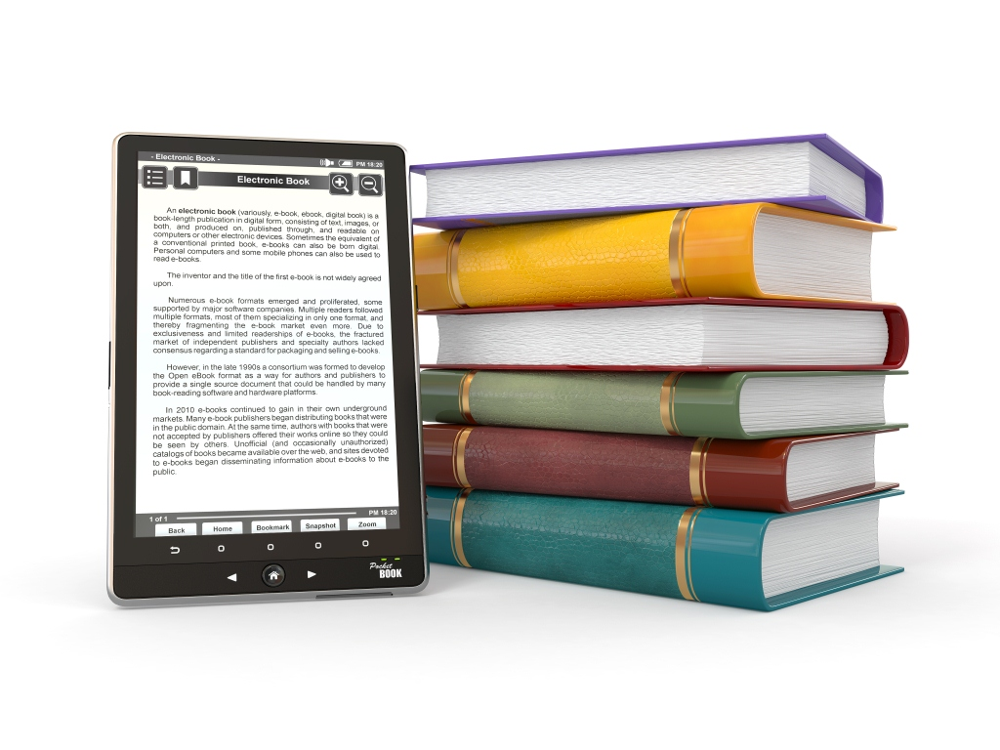 - Electronic Book -
PM 18:20
Electronic Book
An electronic book (variously, e-book, ebook, digital book) is a
book-length publication in digital form, consisting of text, images, or
both, and produced on, published through, and readable on
computers or other electronic devices. Sometimes the equivalent of
a conventional printed book, e-books can also be born digital.
Personal computers and some mobile phones can also be used to
read e-books.
The inventor and the title of the first e-book is not widely agreed
upon.
Numerous e-book formats emerged and proliferated, some
supported by major software companies. Multiple readers followed
multiple formats, most of them specializing in only one format, and
thereby fragmenting the e-book market even more. Due to
exclusiveness and limited readerships of e-books, the fractured
market of independent publishers and specialty authors lacked
consensus regarding a standard for packaging and selling e-books.
However, in the late 1990s a consortium was formed to develop
the Open eBook format as a way for authors and publishers to
provide a single source document that could be handled by many
book-reading software and hardware platforms.
In 2010 e-books continued to gain in their own underground
markets. Many e-book publishers began distributing books that were
in the public domain. At the same time, authors with books that were
not accepted by publishers offered their works online so they could
be seen by others. Unofficial (and occasionally unauthorized)
catalogs of books became available over the web, and sites devoted
to e-books began disseminating information about e-books to the
public.
1 of 1
PM 18:20
Back Home Bookmark Snapshot Zoom
Pocket
BOOK